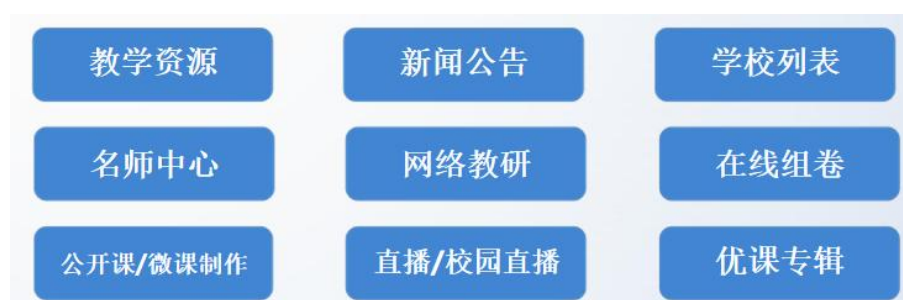 教学资源
新闻公告
学校列表
名师中心
网络教研
在线组卷
公开课/微课制作
直播/校园直播
优课专辑